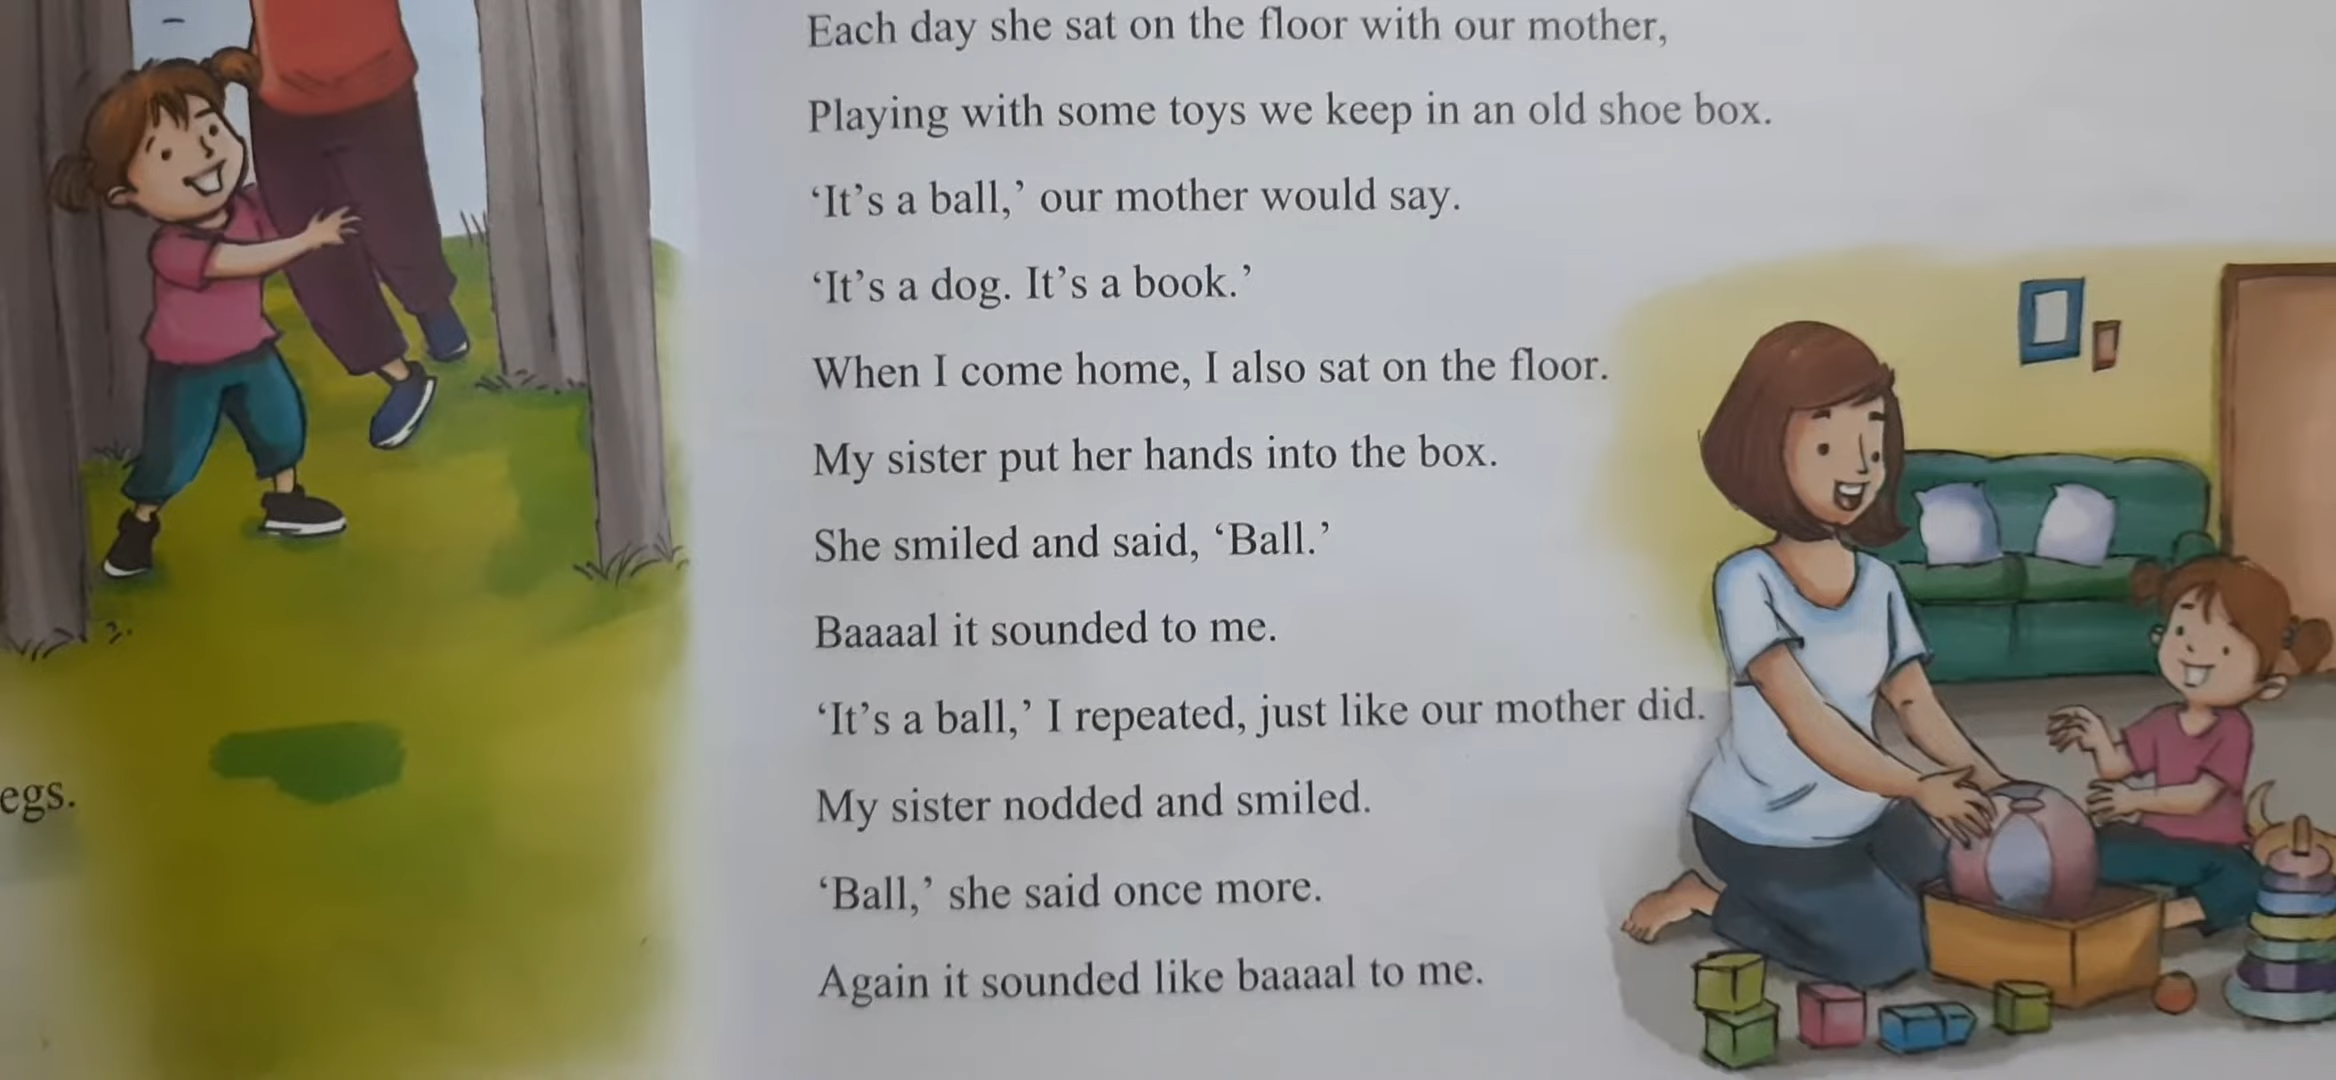 Each day she sat on the floor with our mother,
Playing with some toys we keep in an old shoe box.
‘It’s a ball,’ our mother would say.
‘It’s a dog. It’s a book.’
When I come home, I also sat on the floor.
My sister put her hands into the box.
She smiled and said, ‘Ball.’
Baaaal it sounded to me.
‘It’s a ball,’ I repeated, just like our mother did.
My sister nodded and smiled.
‘Ball,’ she said once more.
Again it sounded like baaaal to me.
egs.